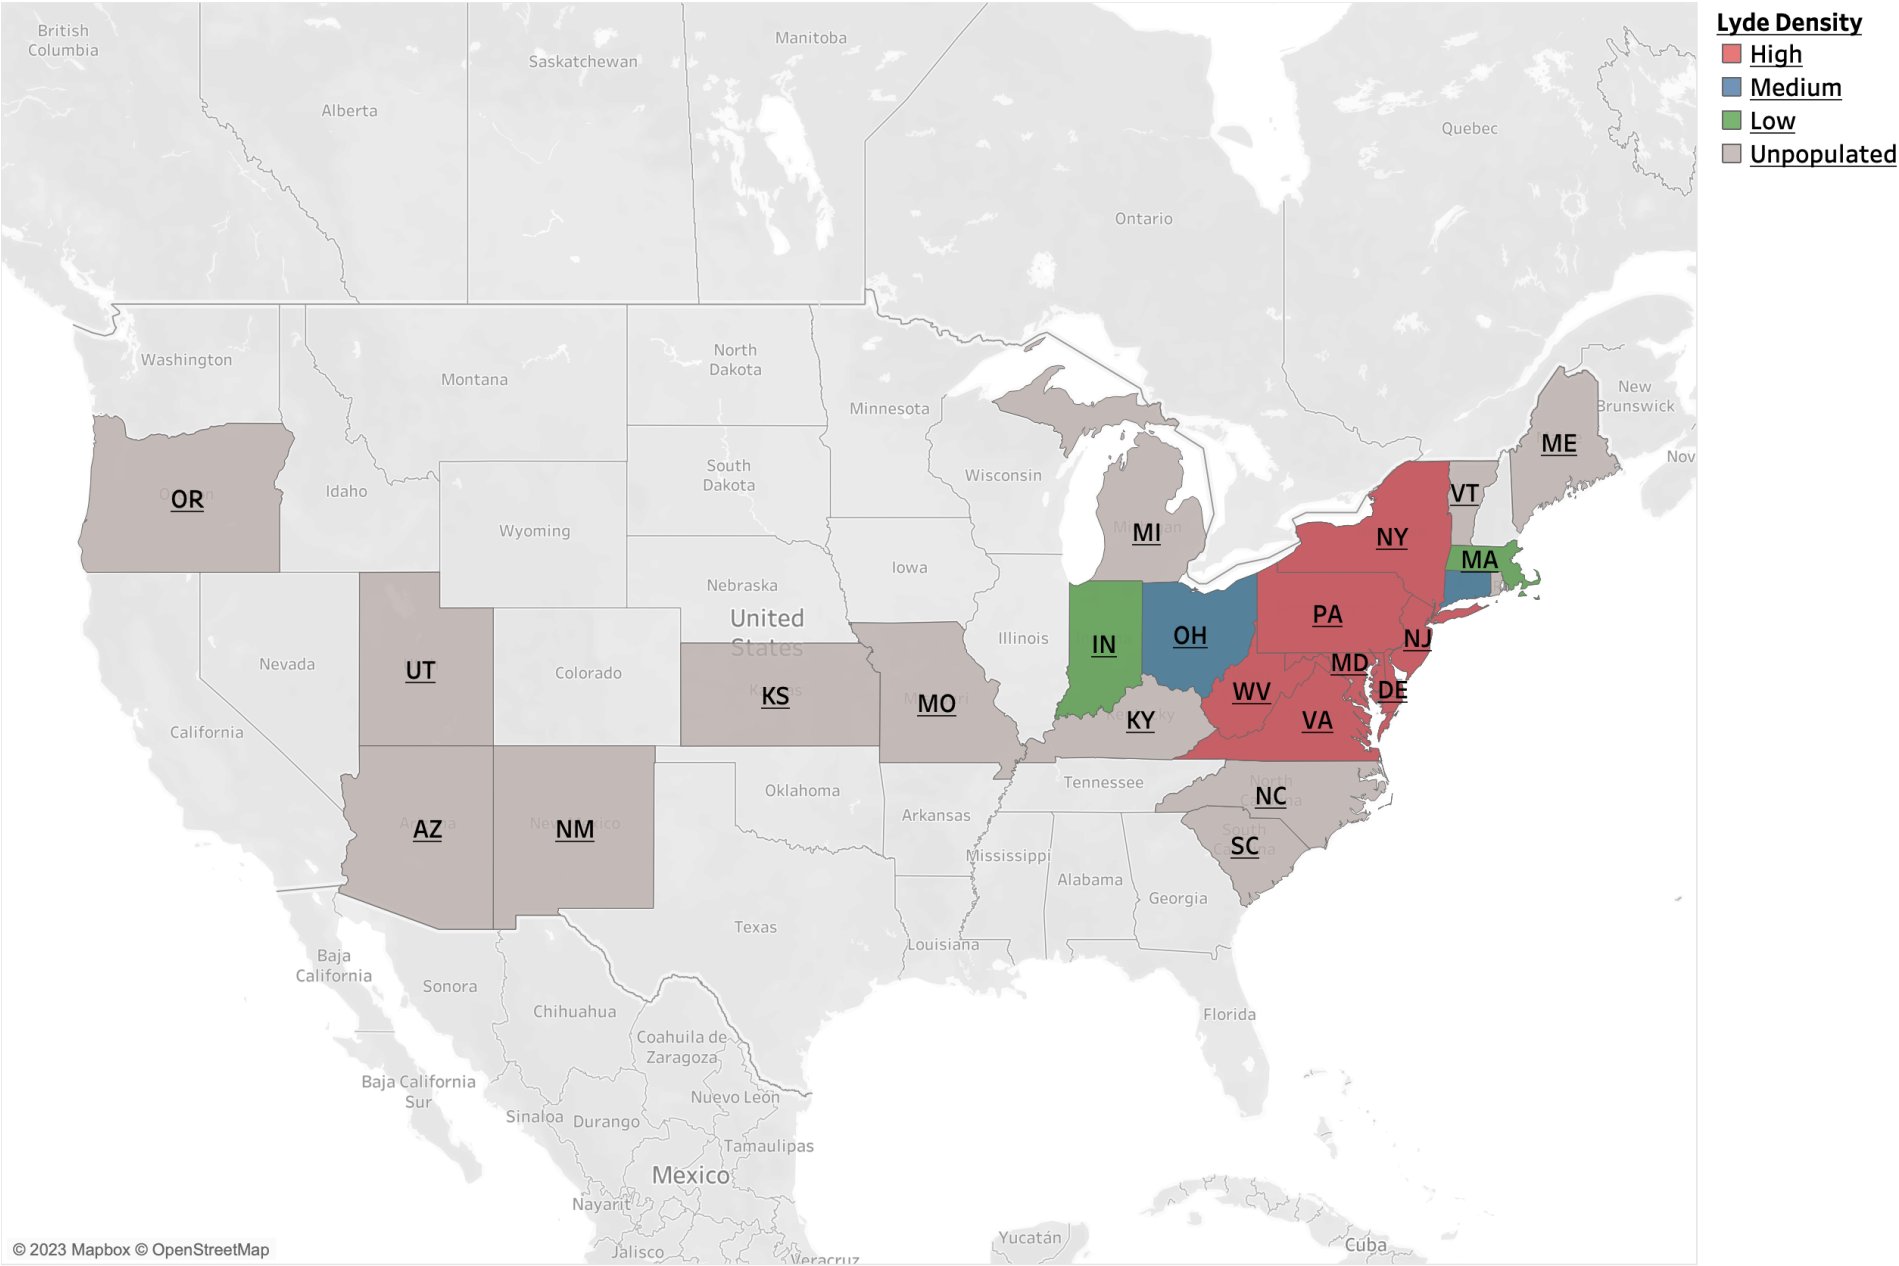 Lyde Density
High
Medium
Low
Unpopulated
British
Columbia
Alberta
Saskatchewan
Manitoba
Ontario
Quebec
New
Brunswick
Nov
Washington
Montana
North
Dakota
Minnesota
ME
Wisconsin
South
Dakota
Idaho
OR
VT
Wyoming
MI
NY
MA
Iowa
Nebraska
United
States
Illinois
IN
OH
PA
NJ
Nevada
UT
Colorado
KS
MO
MD
DE
WV
VA
KY
California
Tennessee
Oklahoma
North
NC
Arkansas
AZ
NM
South
SC
Mississippi
Alabama
Georgia
Texas
Louisiana
Baja
California
Sonora
Chihuahua
Florida
Coahuila de
Zaragoza
Baja California
Sur
Nuevo León
Sinaloa
Durango
Tamaulipas
Mexico
Nayarit
Yucatán
Cuba
Jalisco
Veracruz
© 2023 Mapbox © OpenStreetMap